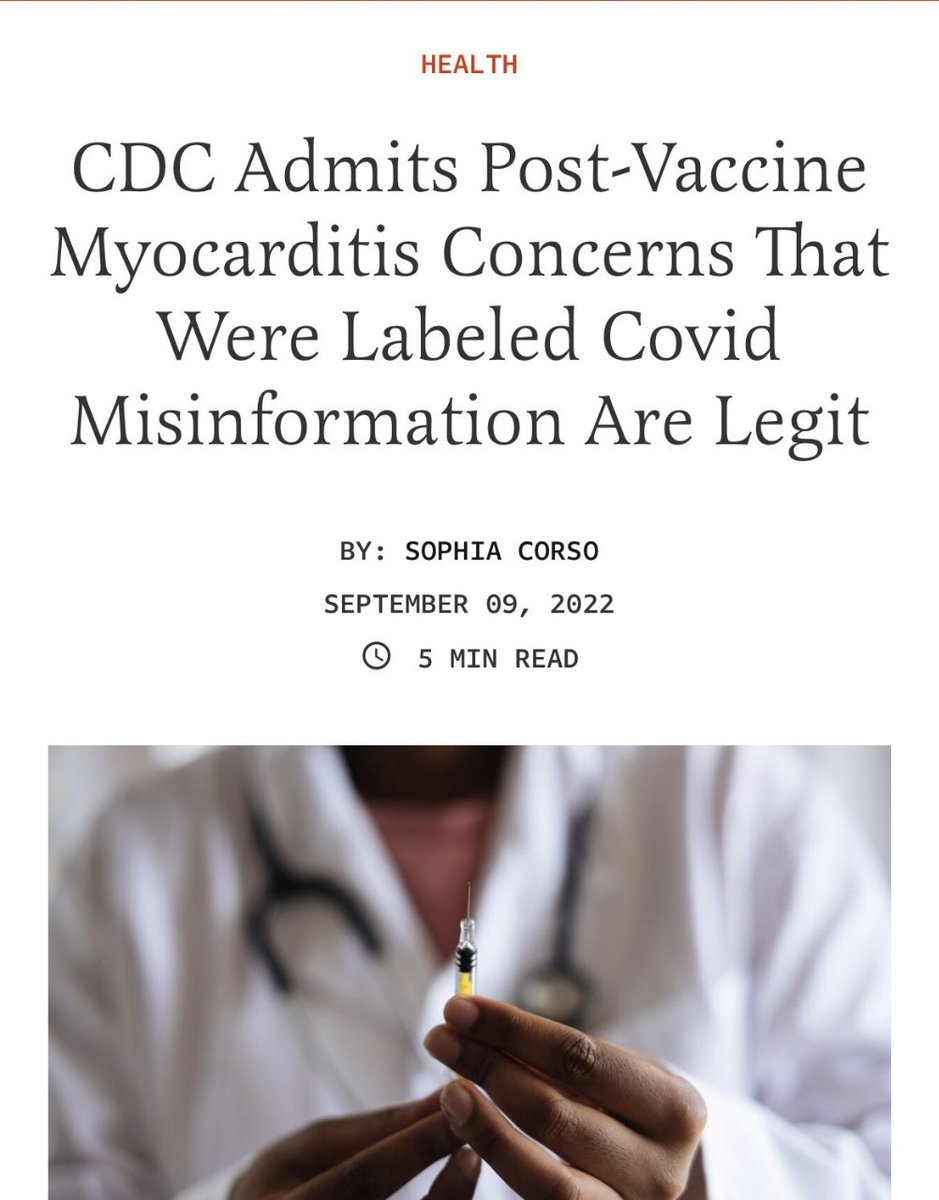 HEALTH
CDC Admits Post-Vaccine
Myocarditis Concerns That
Were Labeled Covid
Misinformation Are Legit
BY: SOPHIA CORSO
SEPTEMBER 09, 2022
5 MIN READ